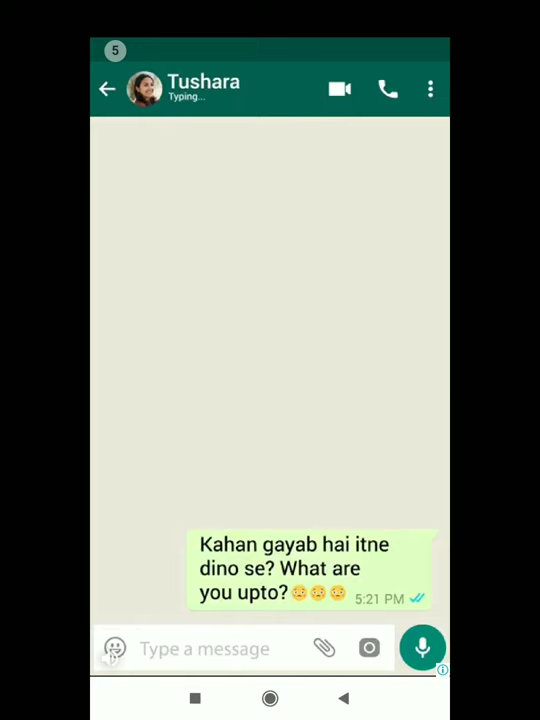 5
Tushara
Typing...
Kahan gayab hai itne
dino se? What are
you upto?😳😳😳 5:21 PM
Type a message